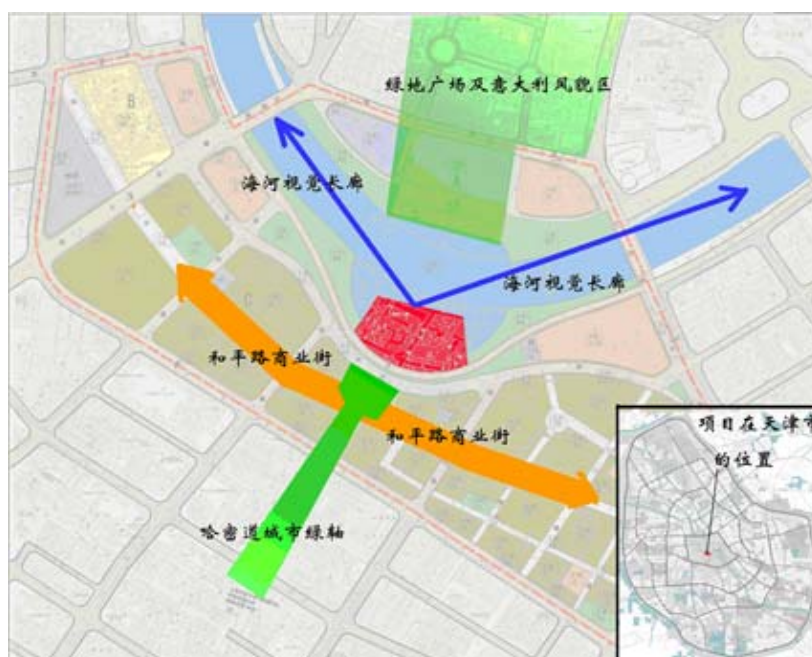 B
绿地广场及意大利风貌区
A
海河视觉长廊
海河视觉长廊
C
和平路商业街
和平路商业街
项目在天津市
的位置
哈密道城市绿轴